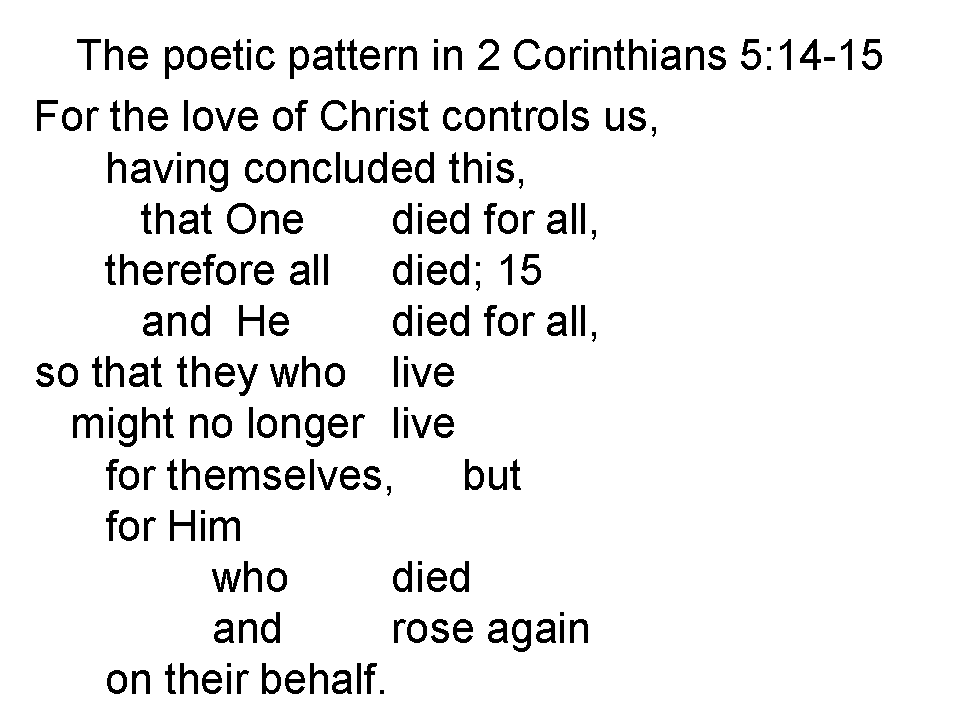 The poetic pattern in 2 Corinthians 5:14-15
For the love of Christ controls us,
having concluded this,
that One died for all,
therefore all died; 15
and He died for all,
so that they who live
might no longer live
for themselves, but
for Him
who died
and rose again
on their behalf.